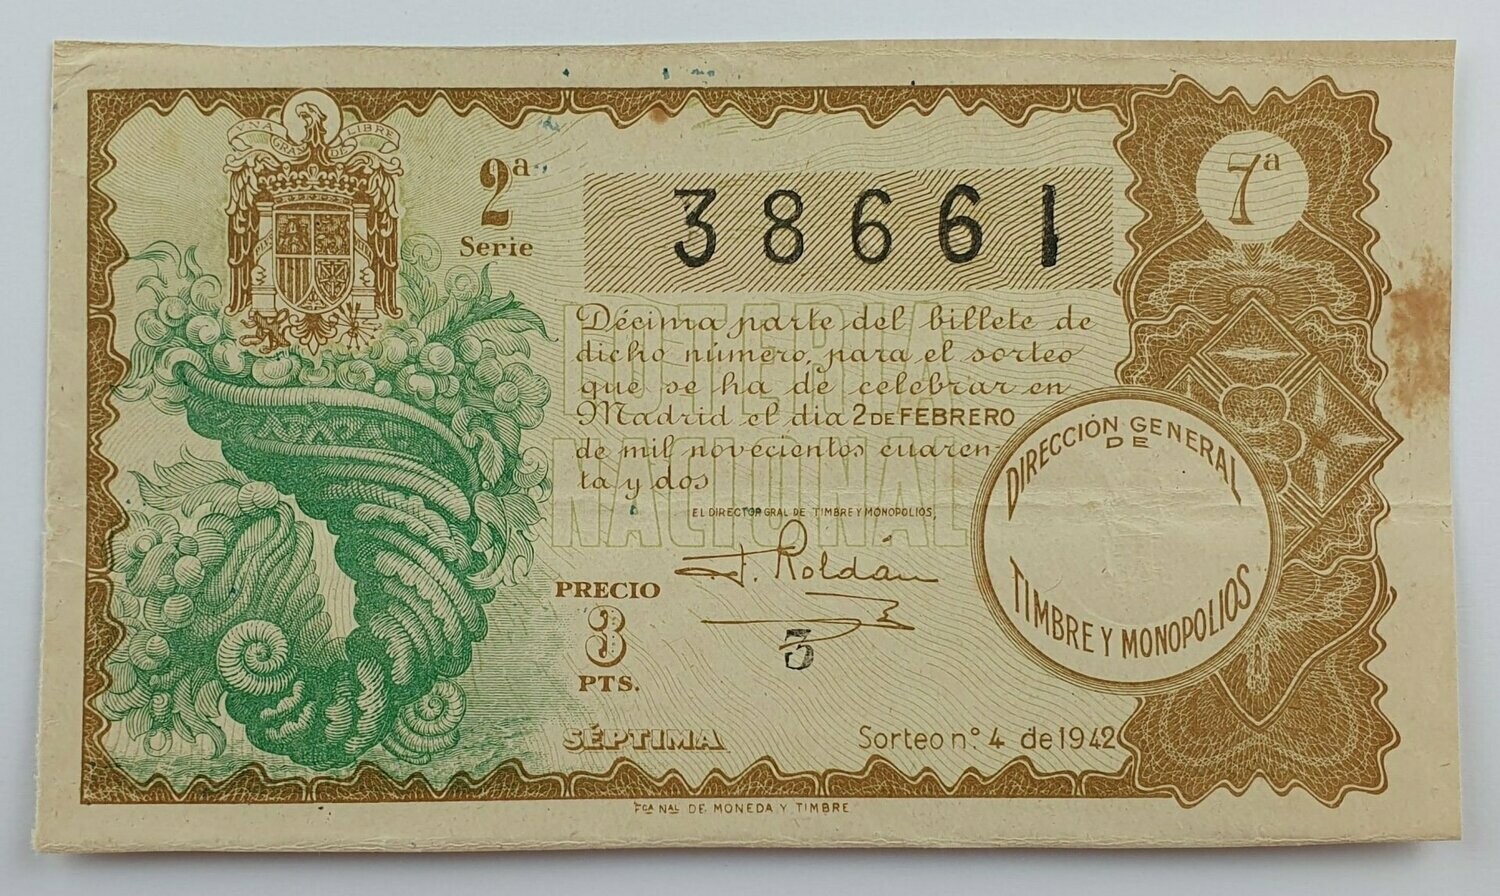 VNA GRANDE LIBRE
2ª
Serie
38661
7ª
LOTERIA
NACIONAL
Décima parte del billete de
dicho número, para el sorteo
que se ha de celebrar en
Madrid el dia 2 DE FEBRERO
de mil novecientos cuaren
ta y dos
EL DIRECTOR GRAL DE TIMBRE Y MONOPOLIOS,
J. Roldán
DIRECCIÓN GENERAL
DE
TIMBRE Y MONOPOLIOS
PRECIO
3
PTS.
3
SÉPTIMA
Sorteo nº. 4 de 1942
FCA NAL DE MONEDA Y TIMBRE